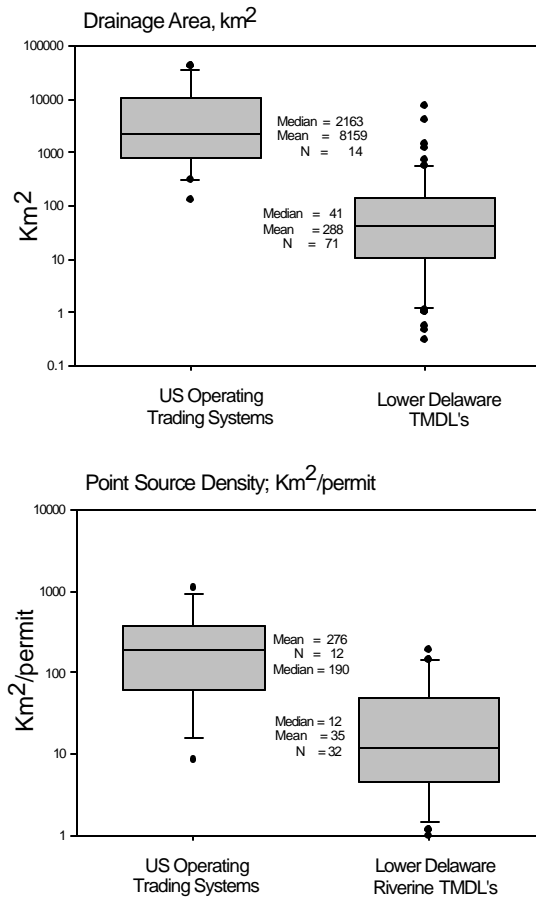 Drainage Area, km²
100000
10000
1000
100
10
1
0.1
Km²
Median = 2163
Mean = 8159
N = 14
Median = 41
Mean = 288
N = 71
US Operating
Trading Systems
Lower Delaware
TMDL's
Point Source Density; Km²/permit
10000
1000
100
10
1
Km²/permit
Mean = 276
N = 12
Median = 190
Median = 12
Mean = 35
N = 32
US Operating
Trading Systems
Lower Delaware
Riverine TMDL's